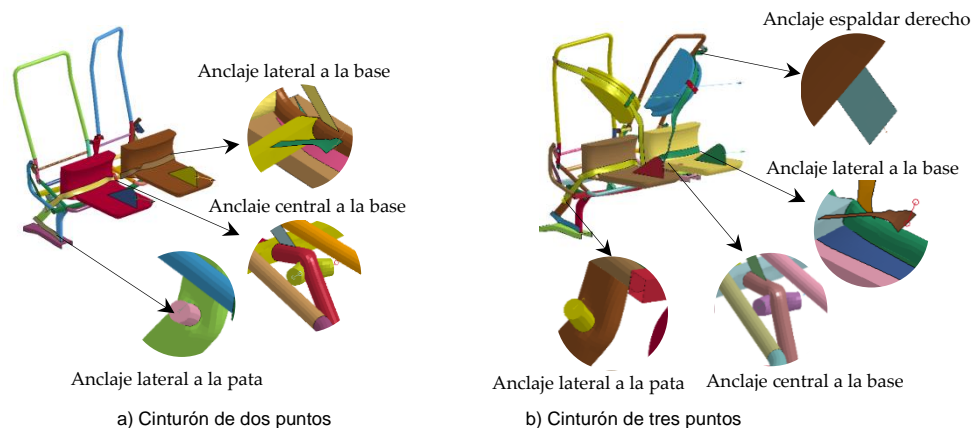 Anclaje lateral a la base
Anclaje central a la base
Anclaje lateral a la pata
a) Cinturón de dos puntos
Anclaje espaldar derecho
Anclaje lateral a la base
Anclaje lateral a la pata
Anclaje central a la base
b) Cinturón de tres puntos